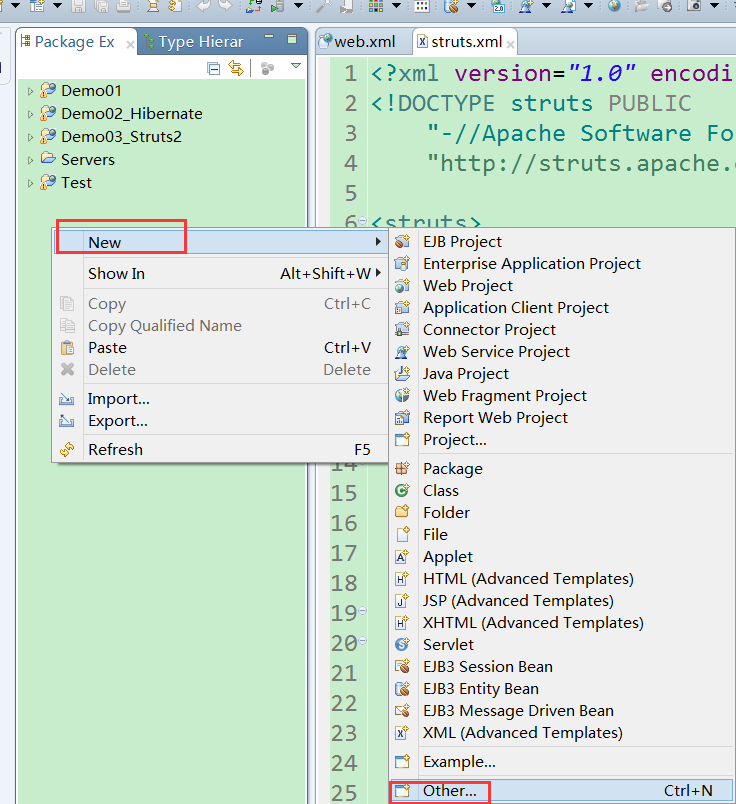 Package Ex
Type Hierar
web.xml
struts.xml
Demo01
Demo02_Hibernate
Demo03_Struts2
Servers
Test
1 <?xml version="1.0" encodi
2 <!DOCTYPE struts PUBLIC
3 "-//Apache Software Fo
4 "http://struts.apache.
5
6 <struts>
New
Show In Alt+Shift+W
Copy Ctrl+C
Copy Qualified Name
Paste Ctrl+V
Delete Delete
Import...
Export...
Refresh F5
EJB Project
Enterprise Application Project
Web Project
Application Client Project
Connector Project
Web Service Project
Java Project
Web Fragment Project
Report Web Project
Project...
Package
Class
Folder
File
Applet
HTML (Advanced Templates)
JSP (Advanced Templates)
XHTML (Advanced Templates)
Servlet
EJB3 Session Bean
EJB3 Entity Bean
EJB3 Message Driven Bean
XML (Advanced Templates)
Example...
Other... Ctrl+N
14
15
16
17
18
19
20
21
22
23
24
25